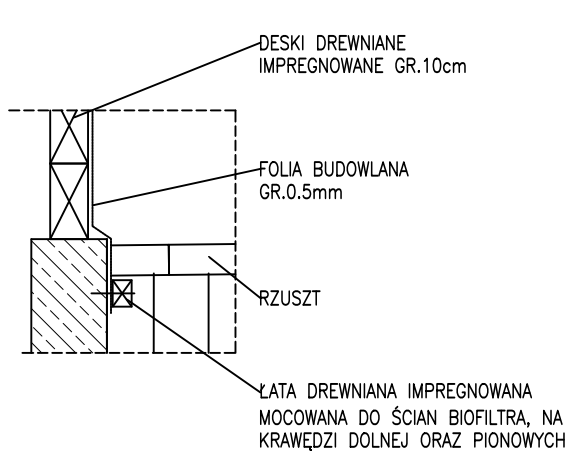 DESKI DREWNIANE
IMPREGNOWANE GR.10cm
FOLIA BUDOWLANA
GR.0.5mm
RZUSZT
ŁATA DREWNIANA IMPREGNOWANA
MOCOWANA DO ŚCIAN BIOFILTRA, NA
KRAWĘDZI DOLNEJ ORAZ PIONOWYCH